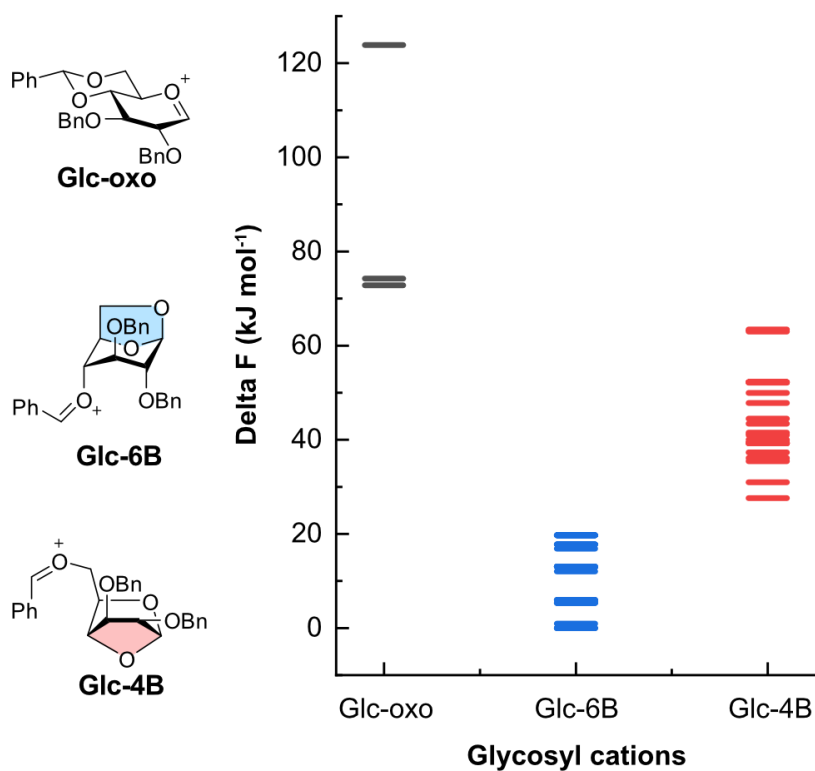 Ph
O
O
O
+
BnO
BnO
Glc-oxo
O
OBn
O
Ph
O
+
OBn
Glc-6B
+
O
Ph
OBn
O
OBn
O
Glc-4B
Delta F (kJ mol⁻¹)
120
100
80
60
40
20
0
Glc-oxo Glc-6B Glc-4B
Glycosyl cations